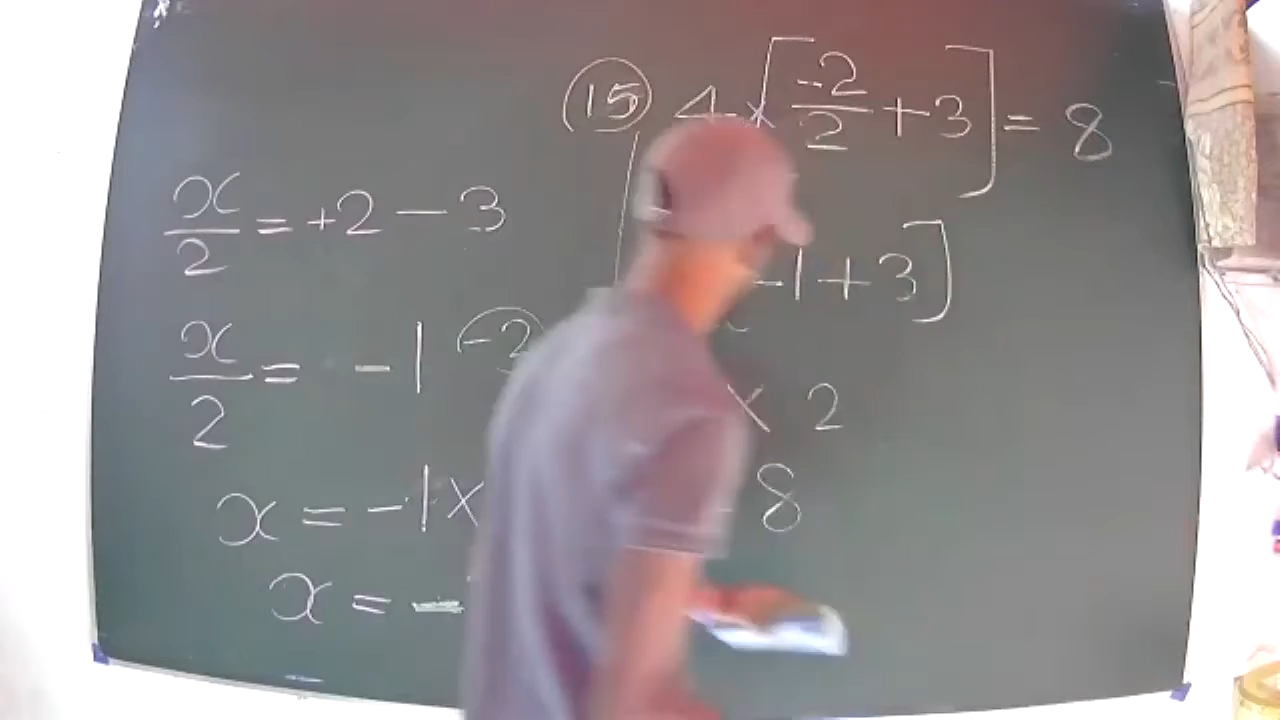 x/2 = +2 - 3
x/2 = -1
-2
x = -1 ×
x = -
(15) 4 × [-2/2 + 3] = 8
-1 + 3]
× 2
8